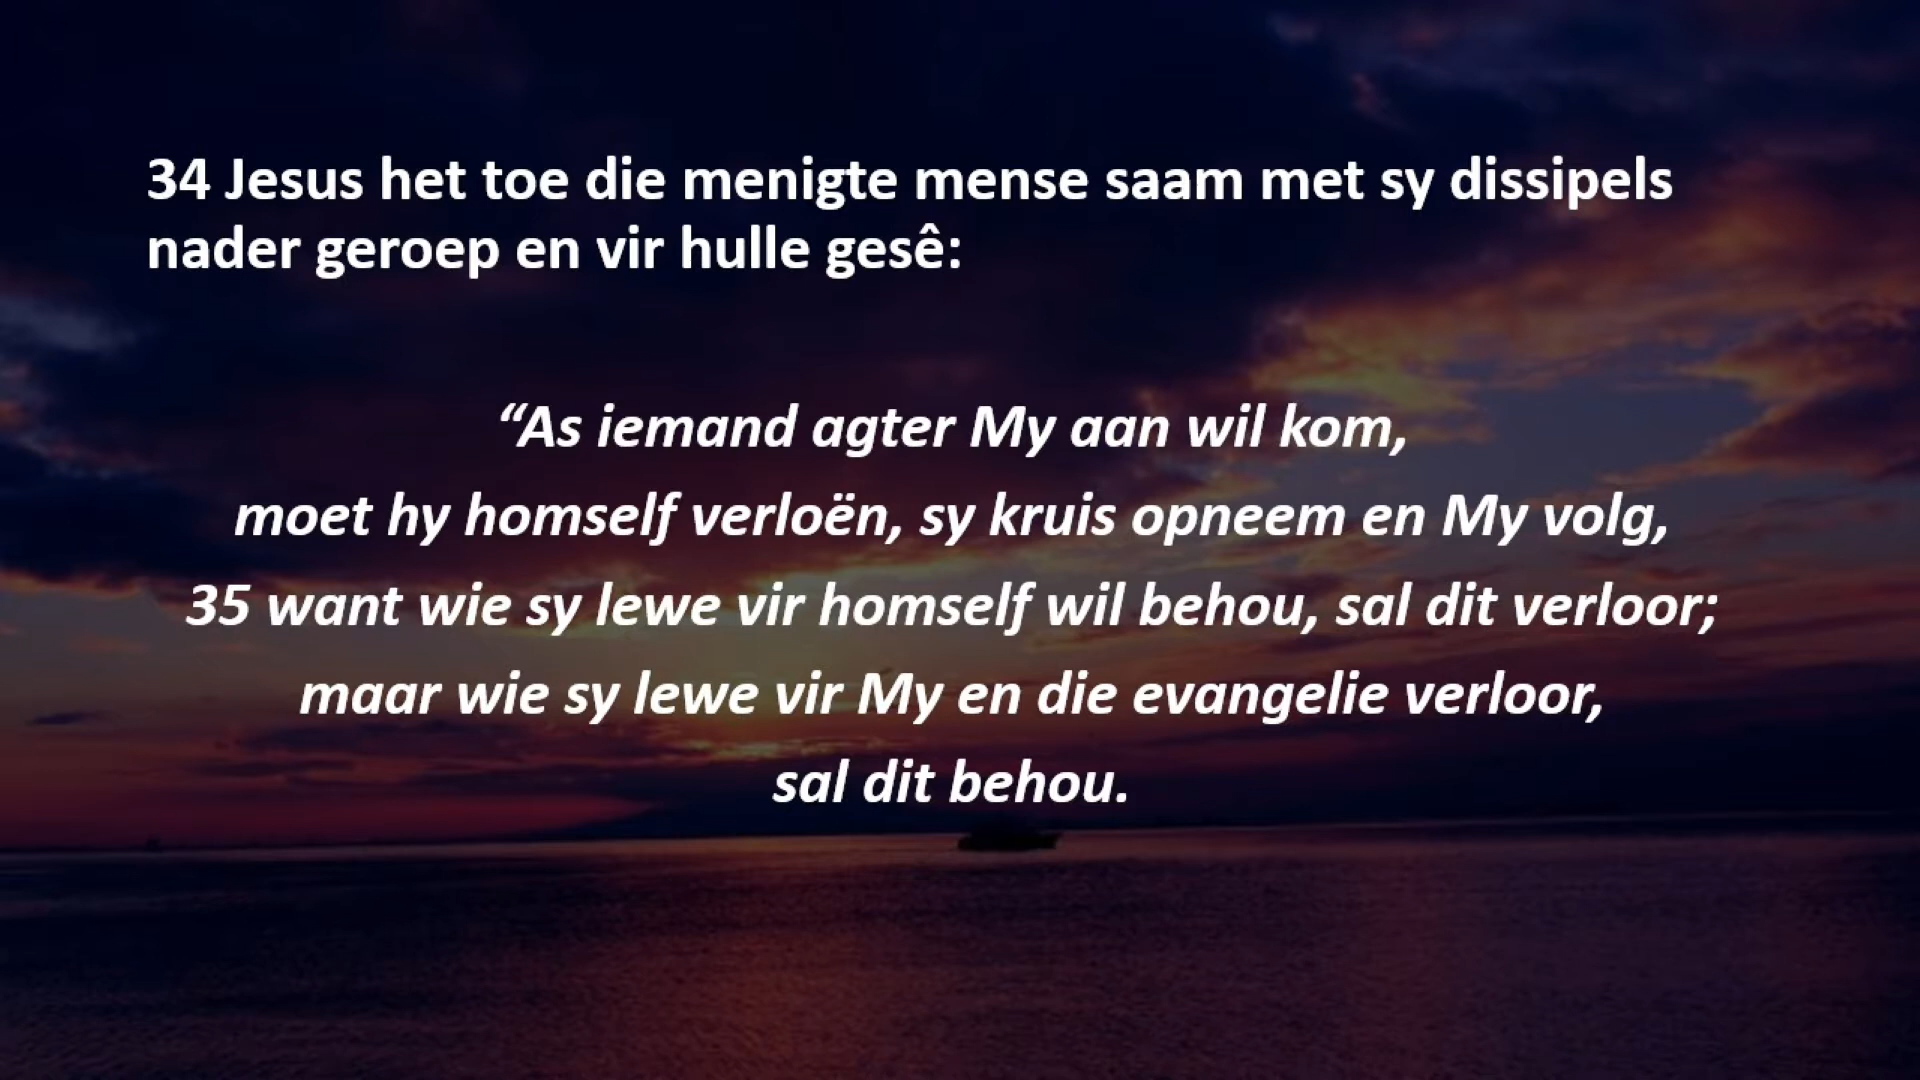 34 Jesus het toe die menigte mense saam met sy dissipels
nader geroep en vir hulle gesê:
“As iemand agter My aan wil kom,
moet hy homself verloën, sy kruis opneem en My volg,
35 want wie sy lewe vir homself wil behou, sal dit verloor;
maar wie sy lewe vir My en die evangelie verloor,
sal dit behou.